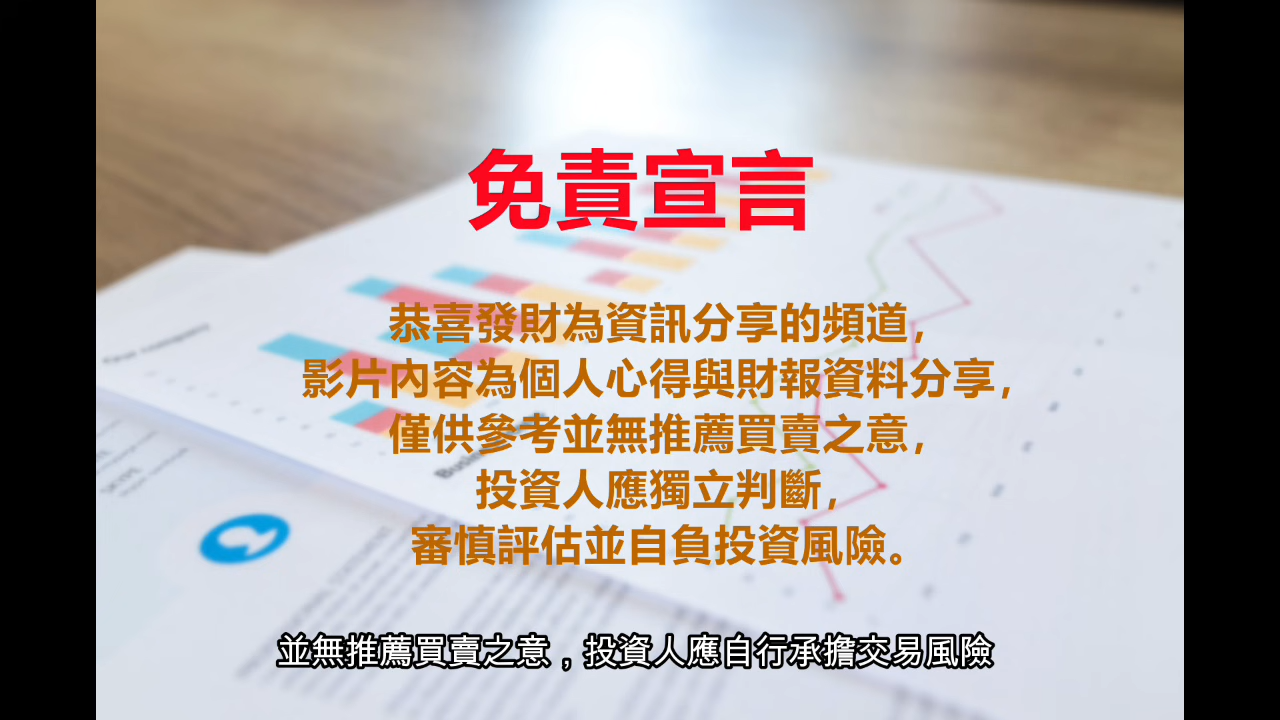 免責宣言
恭喜發財為資訊分享的頻道,
影片內容為個人心得與財報資料分享,
僅供參考並無推薦買賣之意,
投資人應獨立判斷,
審慎評估並自負投資風險。
並無推薦買賣之意，投資人應自行承擔交易風險